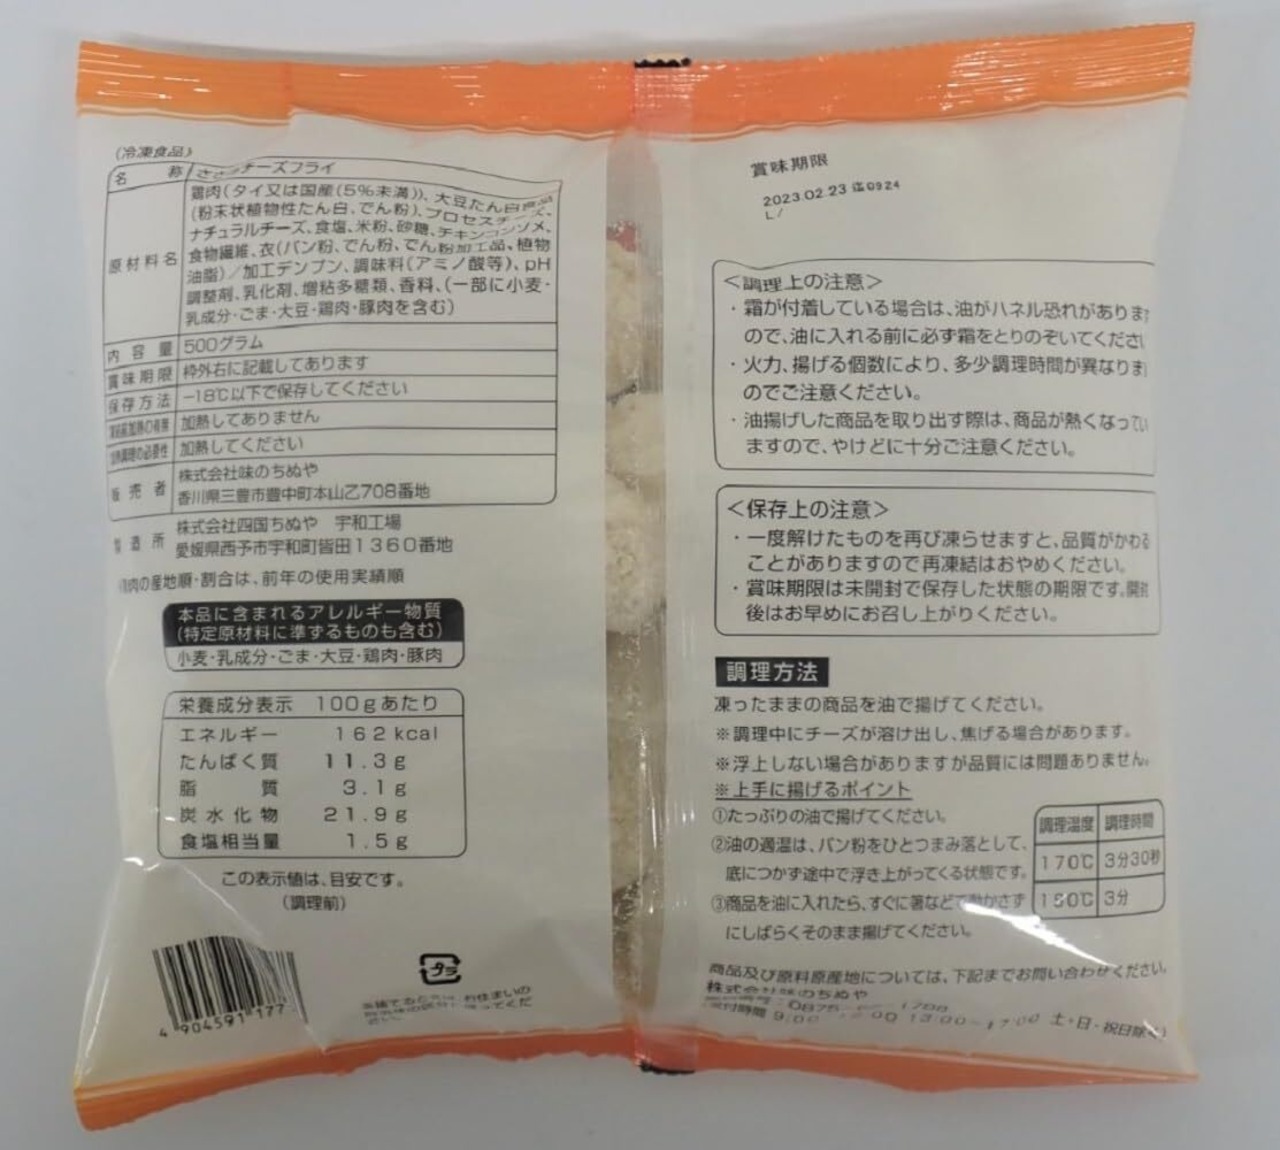 (冷凍食品)
名 称 ささみチーズフライ
原材料名
鶏肉(タイ又は国産(5%未満))、大豆たん白食品
(粉末状植物性たん白、でん粉)、プロセスチーズ、
ナチュラルチーズ、食塩、米粉、砂糖、チキンコンソメ、
食物繊維、衣(パン粉、でん粉、でん粉加工品、植物
油脂)/加工デンプン、調味料(アミノ酸等)、pH
調整剤、乳化剤、増粘多糖類、香料、(一部に小麦・
乳成分・ごま・大豆・鶏肉・豚肉を含む)
内 容 量 500グラム
賞味期限 枠外右に記載してあります
保存方法 -18℃以下で保存してください
凍結前加熱の有無 加熱してありません
加熱調理の必要性 加熱してください
販 売 者 株式会社味のちぬや
香川県三豊市豊中町本山乙708番地
製 造 所 株式会社四国ちぬや 宇和工場
愛媛県西予市宇和町皆田1360番地
鶏肉の産地順・割合は、前年の使用実績順
本品に含まれるアレルギー物質
(特定原材料に準ずるものも含む)
小麦・乳成分・ごま・大豆・鶏肉・豚肉
栄養成分表示 100gあたり
エネルギー 162kcal
たんぱく質 11.3g
脂 質 3.1g
炭水化物 21.9g
食塩相当量 1.5g
この表示値は、目安です。
(調理前)
4 904591 177
プラ
お住まいの
賞味期限
2023.02.23 迄0924
L/
<調理上の注意>
・霜が付着している場合は、油がハネル恐れがあります
ので、油に入れる前に必ず霜をとりのぞいてください
・火力、揚げる個数により、多少調理時間が異なりま
のでご注意ください。
・油揚げした商品を取り出す際は、商品が熱くなってい
ますので、やけどに十分ご注意ください。
<保存上の注意>
・一度解けたものを再び凍らせますと、品質がかわる
ことがありますので再凍結はおやめください。
・賞味期限は未開封で保存した状態の期限です。開封
後はお早めにお召し上がりください。
調理方法
凍ったままの商品を油で揚げてください。
※調理中にチーズが溶け出し、焦げる場合があります。
※浮上しない場合がありますが品質には問題ありません。
※上手に揚げるポイント
①たっぷりの油で揚げてください。
②油の適温は、パン粉をひとつまみ落として、
底につかず途中で浮き上がってくる状態です。
③商品を油に入れたら、すぐに箸などで動かさず
にしばらくそのまま揚げてください。
調理温度 調理時間
170℃ 3分30秒
180℃ 3分
商品及び原料原産地については、下記までお問い合わせください。
株式会社味のちぬや
受付時間 9:00 13:00~17:00 土・日・祝日除く)